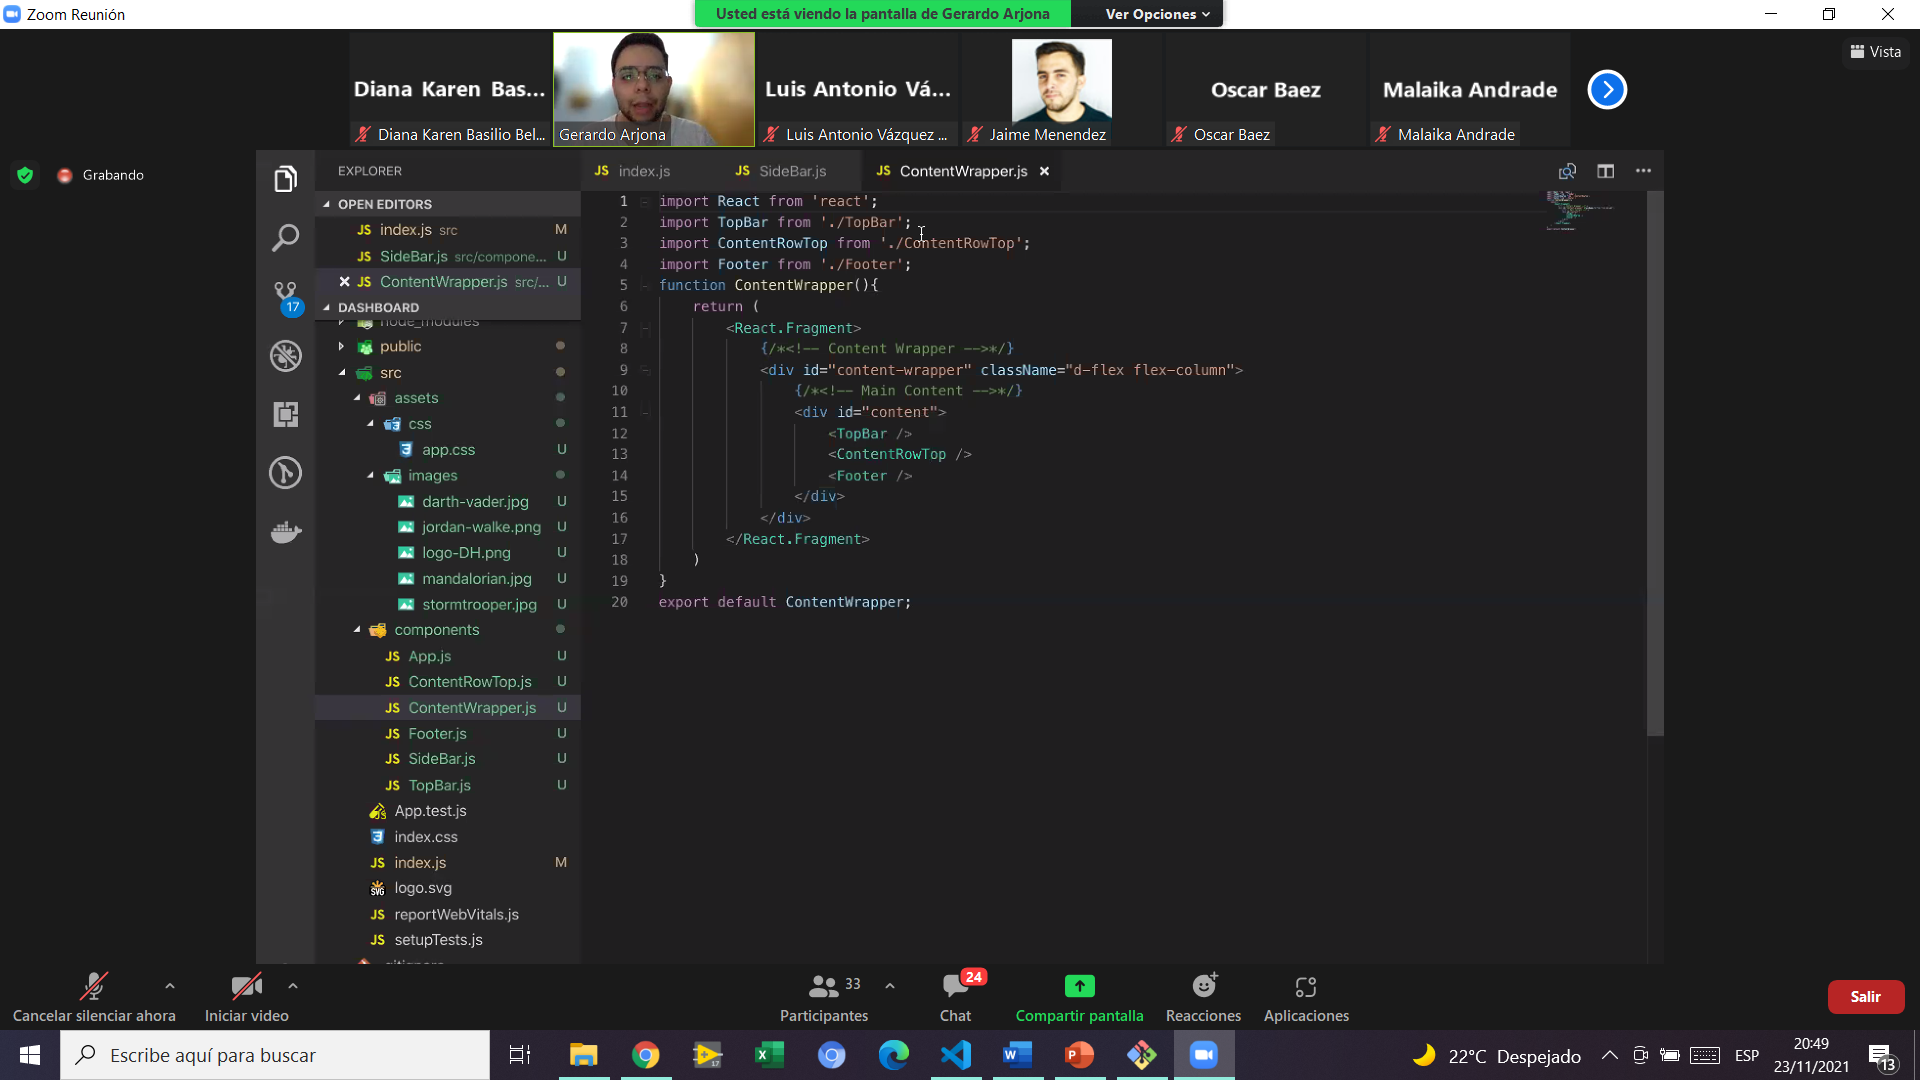 Zoom Reunión
Usted está viendo la pantalla de Gerardo Arjona
Ver Opciones
Vista
Diana Karen Bas...
Luis Antonio Vá...
Oscar Baez
Malaika Andrade
Diana Karen Basilio Bel...
Gerardo Arjona
Luis Antonio Vázquez ...
Jaime Menendez
Oscar Baez
Malaika Andrade
Grabando
EXPLORER
OPEN EDITORS
JS index.js src M
JS SideBar.js src/compone... U
JS ContentWrapper.js src/... U
17
DASHBOARD
node_modules
public
src
assets
css
app.css U
images
darth-vader.jpg U
jordan-walke.png U
logo-DH.png U
mandalorian.jpg U
stormtrooper.jpg U
components
JS App.js U
JS ContentRowTop.js U
JS ContentWrapper.js U
JS Footer.js U
JS SideBar.js U
JS TopBar.js U
App.test.js
index.css
JS index.js M
SVG logo.svg
JS reportWebVitals.js
JS setupTests.js
.gitignore
JS index.js
JS SideBar.js
JS ContentWrapper.js
1 import React from 'react';
2 import TopBar from './TopBar';
3 import ContentRowTop from './ContentRowTop';
4 import Footer from './Footer';
5 function ContentWrapper(){
6 return (
7 <React.Fragment>
8 {/*<!-- Content Wrapper -->*/}
9 <div id="content-wrapper" className="d-flex flex-column">
10 {/*<!-- Main Content -->*/}
11 <div id="content">
12 <TopBar />
13 <ContentRowTop />
14 <Footer />
15 </div>
16 </div>
17 </React.Fragment>
18 )
19 }
20 export default ContentWrapper;
Cancelar silenciar ahora
Iniciar video
33
Participantes
24
Chat
Compartir pantalla
Reacciones
Aplicaciones
Salir
Escribe aquí para buscar
22°C Despejado
ESP
20:49
23/11/2021
13